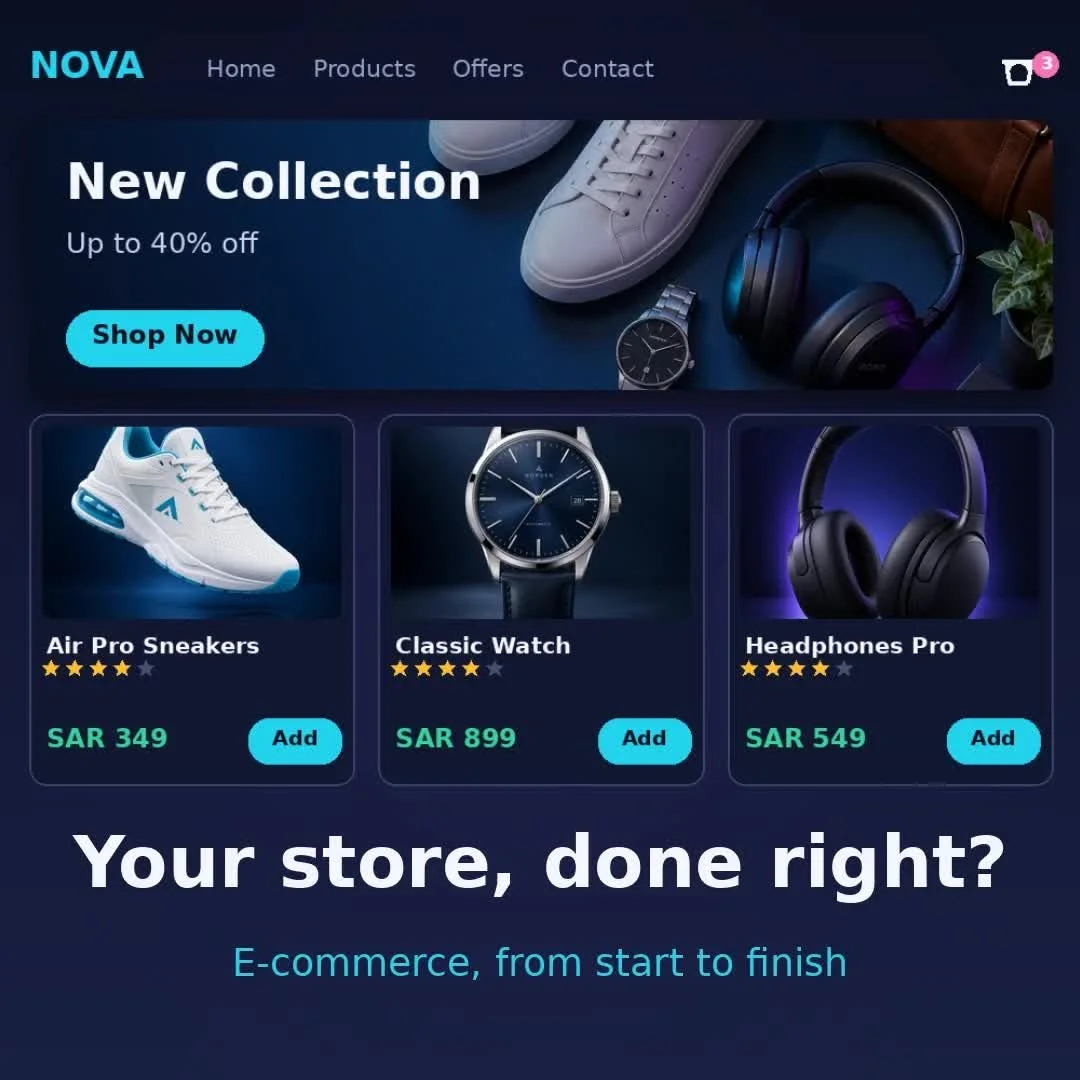 NOVA Home Products Offers Contact 3
New Collection
Up to 40% off
Shop Now
Air Pro Sneakers
SAR 349 Add
Classic Watch
SAR 899 Add
Headphones Pro
SAR 549 Add
Your store, done right?
E-commerce, from start to finish